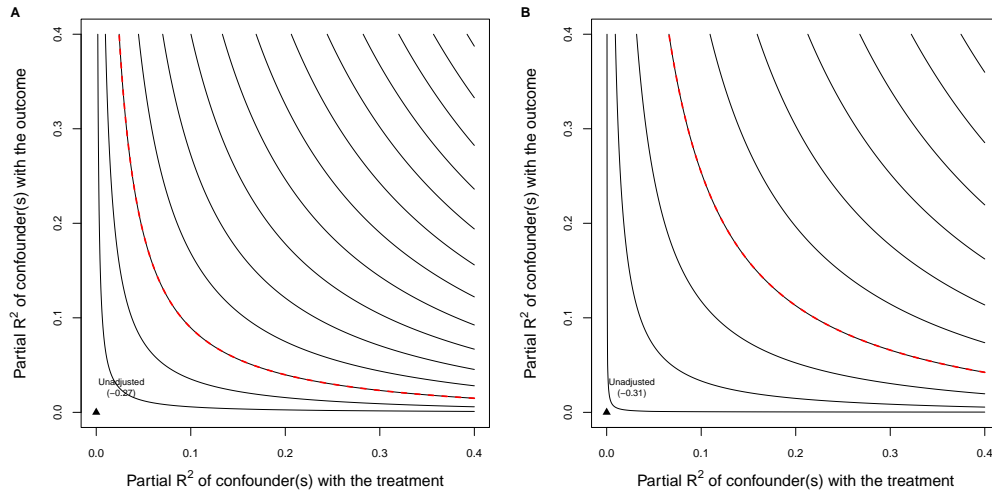 A
0.4
0.3
0.2
0.1
0.0
Partial R² of confounder(s) with the outcome
Unadjusted
(−0.27)
0.0 0.1 0.2 0.3 0.4
Partial R² of confounder(s) with the treatment
B
0.4
0.3
0.2
0.1
0.0
Partial R² of confounder(s) with the outcome
Unadjusted
(−0.31)
0.0 0.1 0.2 0.3 0.4
Partial R² of confounder(s) with the treatment